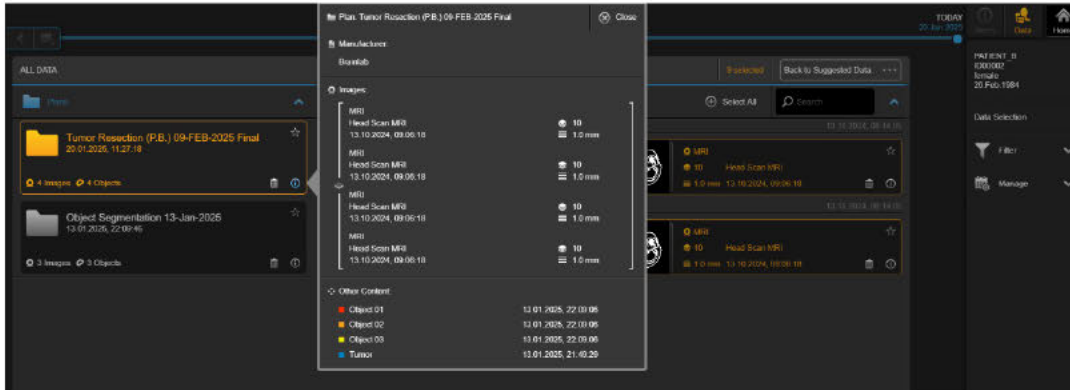 Plan. Tumor Resection (P.B.) 09-FEB-2025 Final
Close
TODAY
Data
Home
Manufacturer
Brainlab
ALL DATA
9 selected
Back to Suggested Data
Plans
Select All
Search
PATIENT_B
female
20.Feb.1984
Data Selection
Filter
Manage
Tumor Resection (P.B.) 09-FEB-2025 Final
20.01.2025, 11:27:18
4 Images 4 Objects
Object Segmentation 13-Jan-2025
13.01.2025, 22:09:46
3 Images 3 Objects
Images
MRI
Head Scan MRI 10
13.10.2024, 09:06:18 1.0 mm
MRI
Head Scan MRI 10
13.10.2024, 09:06:18 1.0 mm
MRI
Head Scan MRI 10
13.10.2024, 09:06:18 1.0 mm
MRI
Head Scan MRI 10
13.10.2024, 09:06:18 1.0 mm
MRI
10 Head Scan MRI
1.0 mm 13.10.2024, 09:06:18
MRI
10 Head Scan MRI
1.0 mm 13.10.2024, 09:06:18
Other Content
Object 01 13.01.2025, 22:09:06
Object 02 13.01.2025, 22:09:06
Object 03 13.01.2025, 22:09:06
Tumor 13.01.2025, 21:49:29